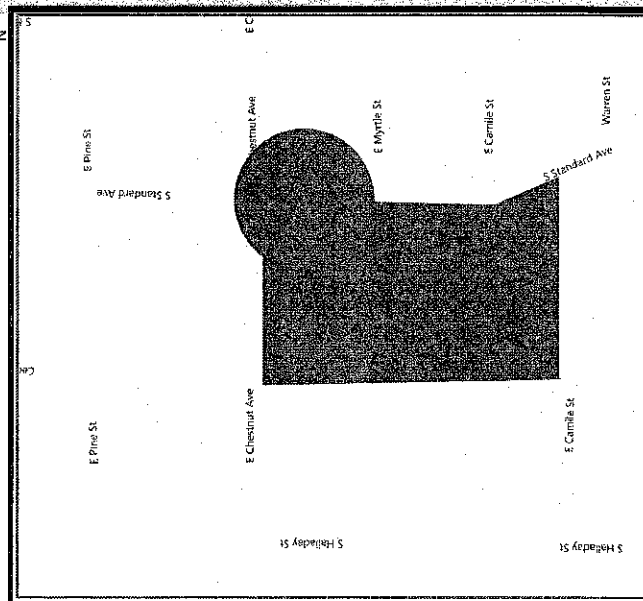 N
E C
E Pine St
Chestnut Ave
E Myrtle St
E Camile St
Warren St
S Standard Ave
S Standard Ave
E Pine St
E Chestnut Ave
E Camile St
S Halladay St
S Halladay St